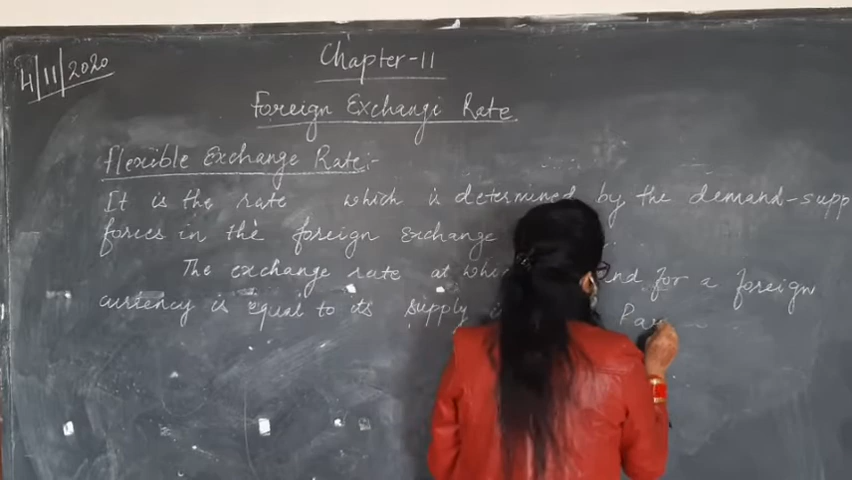 4/11/2020
Chapter-11
Foreign Exchange Rate
flexible Exchange Rate:-
It is the rate which is determined by the demand-supp
forces in the foreign exchange
The exchange rate at for a foreign
currency is equal to its supply